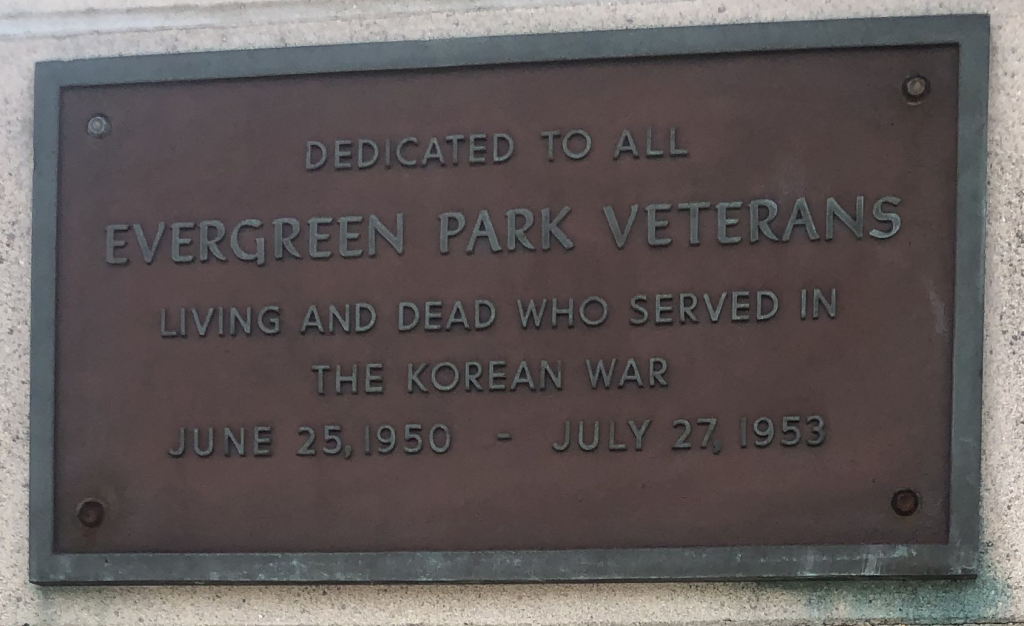 DEDICATED TO ALL
EVERGREEN PARK VETERANS
LIVING AND DEAD WHO SERVED IN
THE KOREAN WAR
JUNE 25, 1950 - JULY 27, 1953